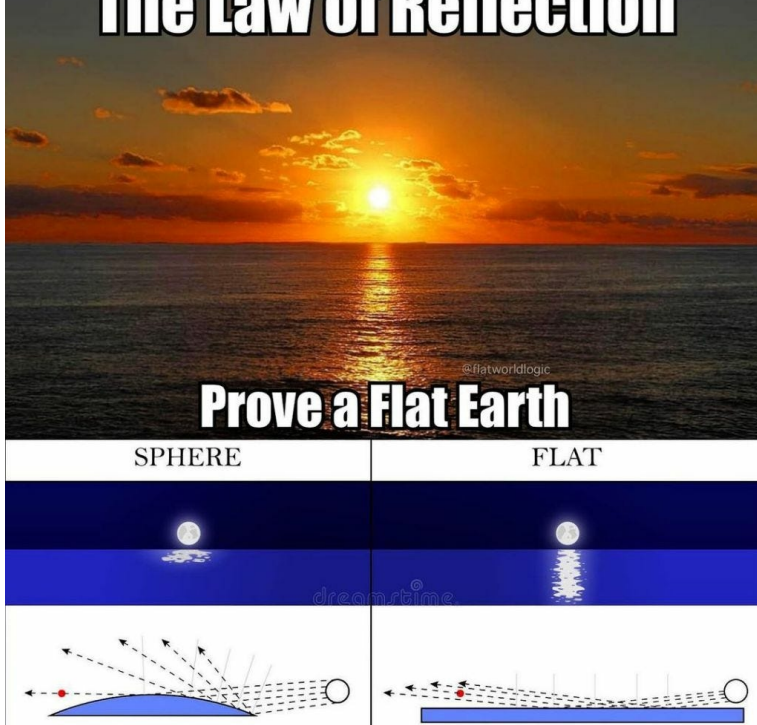 The Law of Reflection
@flatworldlogic
Prove a Flat Earth
SPHERE
FLAT
dreamstime.